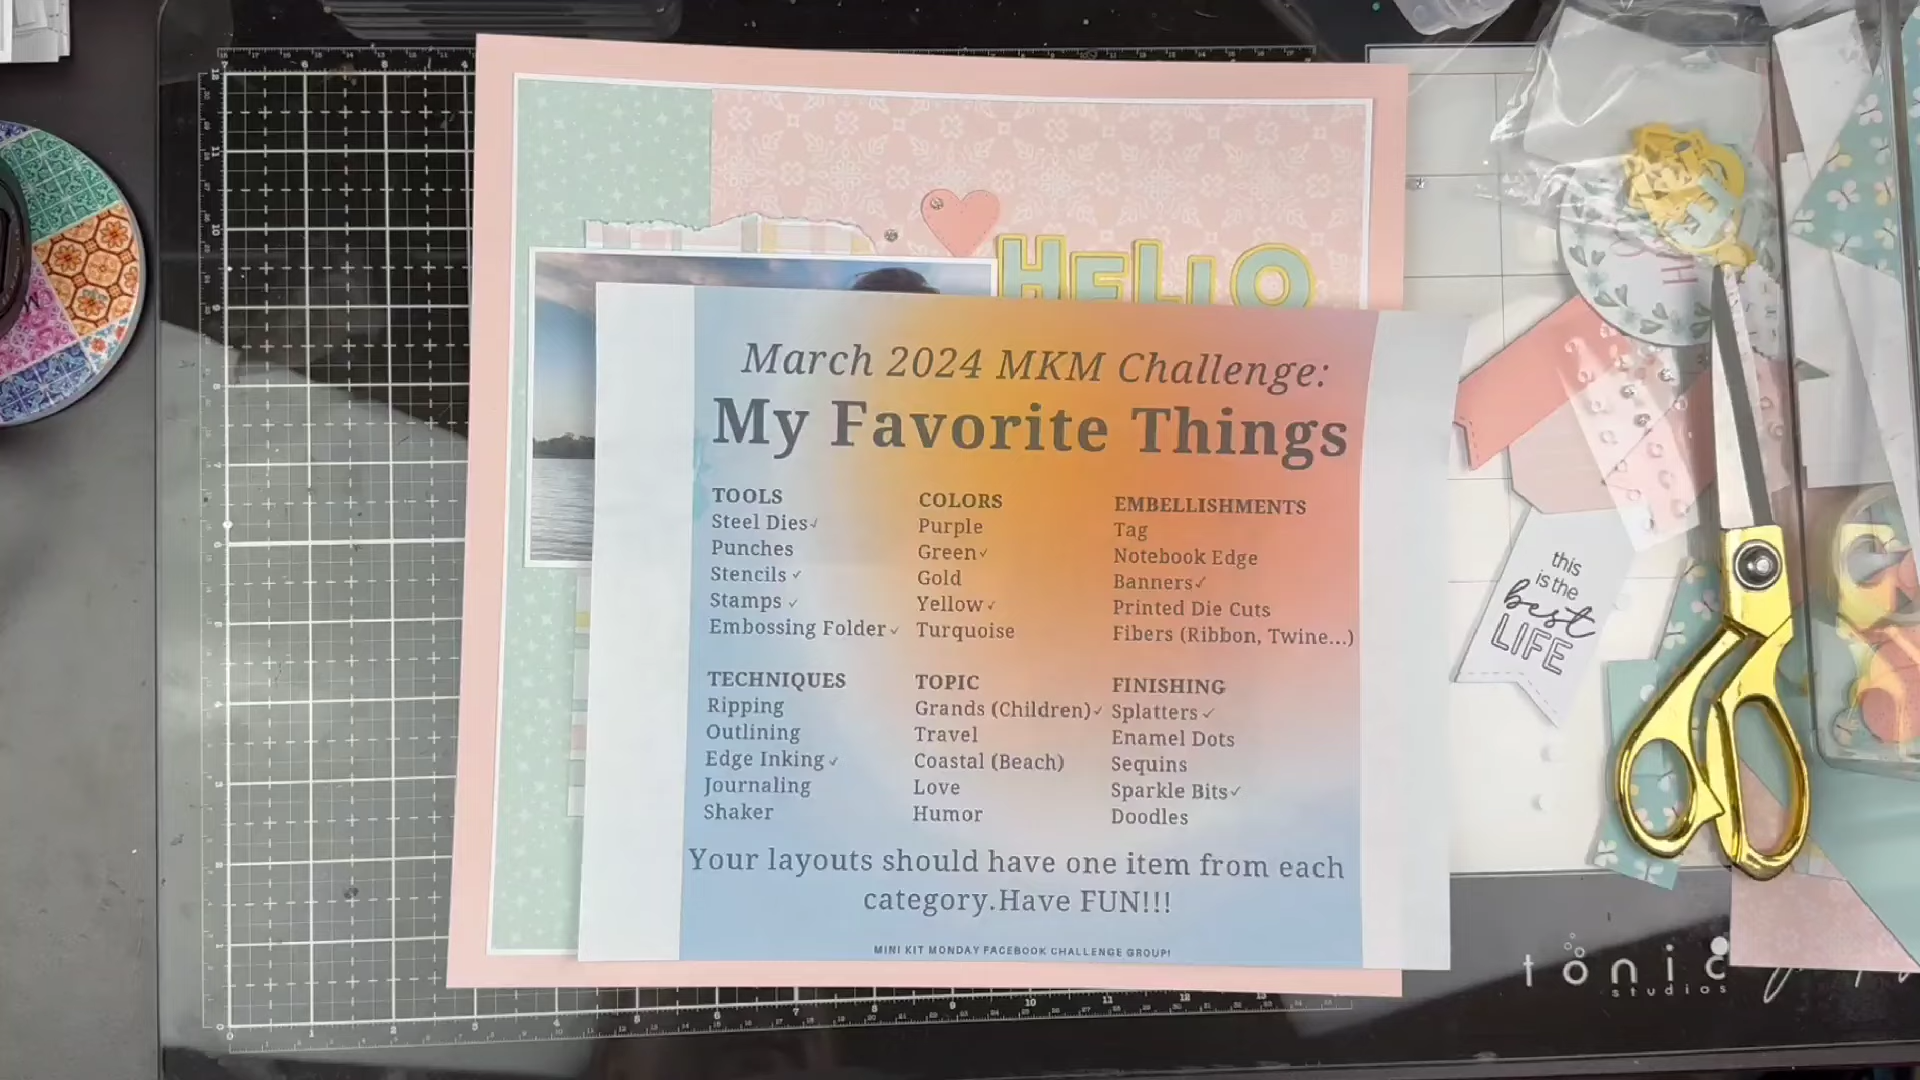 HELLO
March 2024 MKM Challenge:
My Favorite Things
TOOLS
Steel Dies✓
Punches
Stencils ✓
Stamps ✓
Embossing Folder✓
COLORS
Purple
Green✓
Gold
Yellow✓
Turquoise
EMBELLISHMENTS
Tag
Notebook Edge
Banners✓
Printed Die Cuts
Fibers (Ribbon, Twine...)
TECHNIQUES
Ripping
Outlining
Edge Inking✓
Journaling
Shaker
TOPIC
Grands (Children)✓
Travel
Coastal (Beach)
Love
Humor
FINISHING
Splatters✓
Enamel Dots
Sequins
Sparkle Bits✓
Doodles
Your layouts should have one item from each
category.Have FUN!!!
MINI KIT MONDAY FACEBOOK CHALLENGE GROUP!
this
is the
best
LIFE
tonic
studios